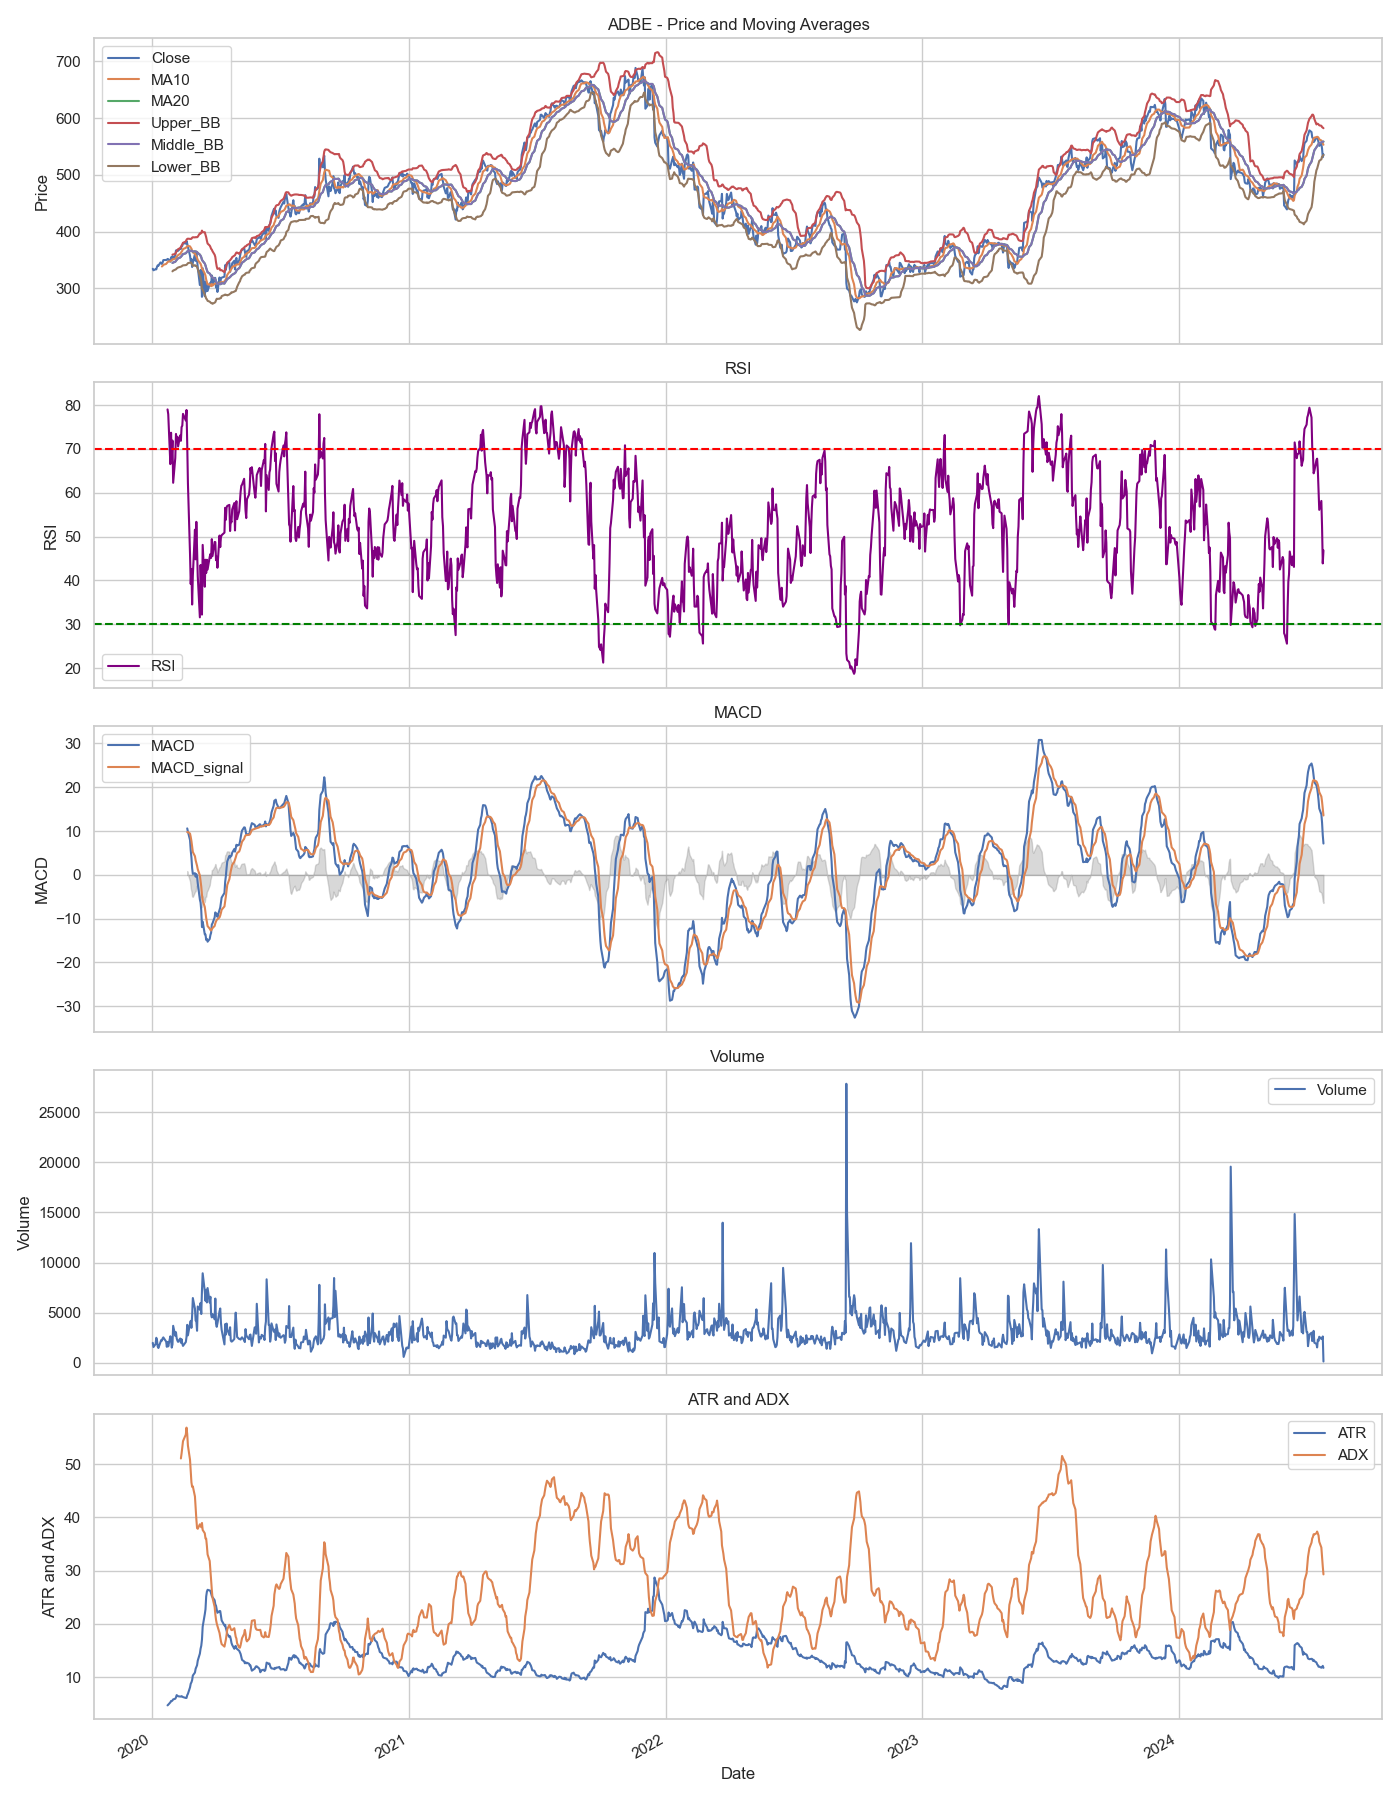 ADBE - Price and Moving Averages
Price
700
600
500
400
300
Close
MA10
MA20
Upper_BB
Middle_BB
Lower_BB
RSI
RSI
80
70
60
50
40
30
20
RSI
MACD
MACD
30
20
10
0
−10
−20
−30
MACD
MACD_signal
Volume
Volume
25000
20000
15000
10000
5000
0
Volume
ATR and ADX
ATR and ADX
50
40
30
20
10
ATR
ADX
2020
2021
2022
2023
2024
Date